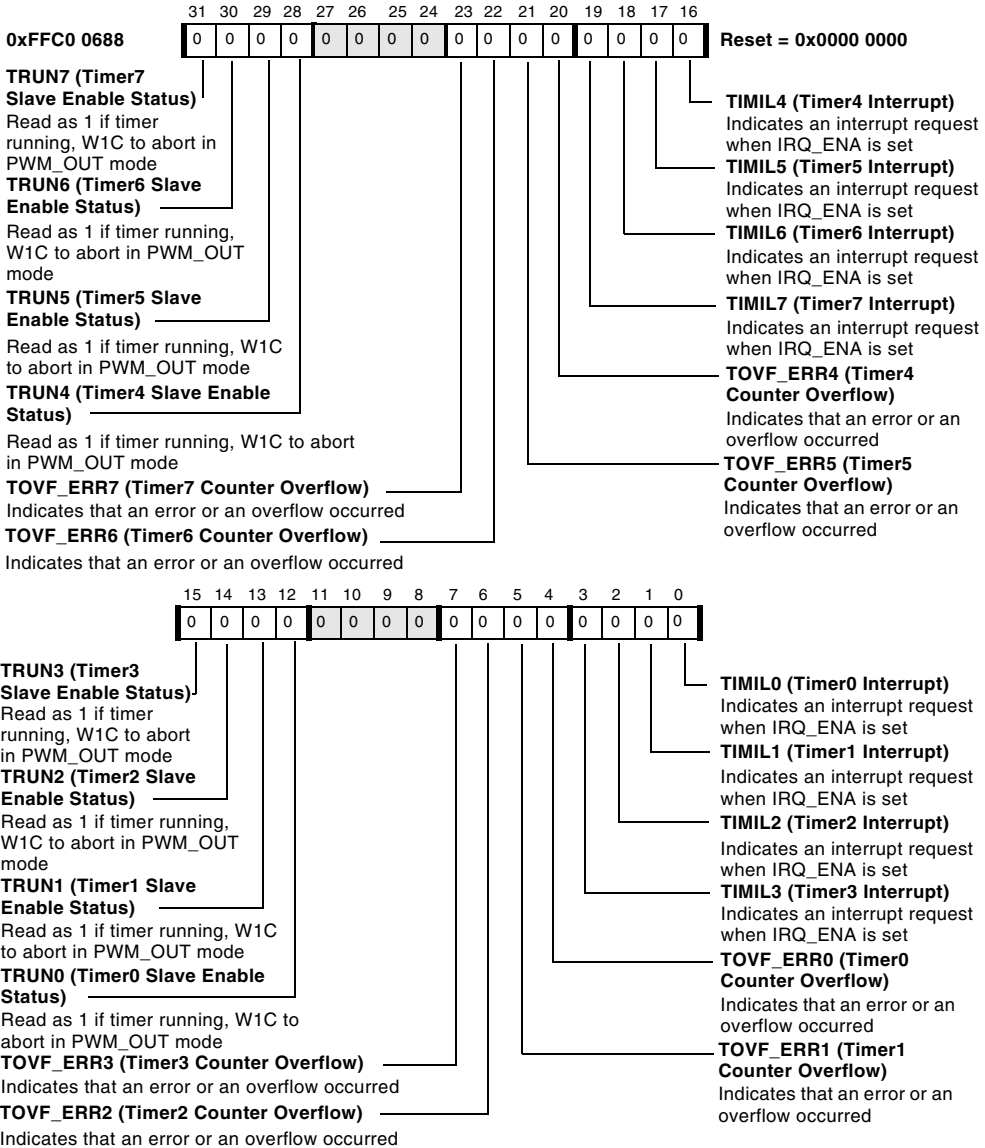 31 30 29 28 27 26 25 24 23 22 21 20 19 18 17 16
0xFFC0 0688
0 0 0 0 0 0 0 0 0 0 0 0 0 0 0 0
Reset = 0x0000 0000
TRUN7 (Timer7
Slave Enable Status)
Read as 1 if timer
running, W1C to abort in
PWM_OUT mode
TRUN6 (Timer6 Slave
Enable Status)
Read as 1 if timer running,
W1C to abort in PWM_OUT
mode
TRUN5 (Timer5 Slave
Enable Status)
Read as 1 if timer running, W1C
to abort in PWM_OUT mode
TRUN4 (Timer4 Slave Enable
Status)
Read as 1 if timer running, W1C to abort
in PWM_OUT mode
TOVF_ERR7 (Timer7 Counter Overflow)
Indicates that an error or an overflow occurred
TOVF_ERR6 (Timer6 Counter Overflow)
Indicates that an error or an overflow occurred
TIMIL4 (Timer4 Interrupt)
Indicates an interrupt request
when IRQ_ENA is set
TIMIL5 (Timer5 Interrupt)
Indicates an interrupt request
when IRQ_ENA is set
TIMIL6 (Timer6 Interrupt)
Indicates an interrupt request
when IRQ_ENA is set
TIMIL7 (Timer7 Interrupt)
Indicates an interrupt request
when IRQ_ENA is set
TOVF_ERR4 (Timer4
Counter Overflow)
Indicates that an error or an
overflow occurred
TOVF_ERR5 (Timer5
Counter Overflow)
Indicates that an error or an
overflow occurred
15 14 13 12 11 10 9 8 7 6 5 4 3 2 1 0
0 0 0 0 0 0 0 0 0 0 0 0 0 0 0 0
TRUN3 (Timer3
Slave Enable Status)
Read as 1 if timer
running, W1C to abort
in PWM_OUT mode
TRUN2 (Timer2 Slave
Enable Status)
Read as 1 if timer running,
W1C to abort in PWM_OUT
mode
TRUN1 (Timer1 Slave
Enable Status)
Read as 1 if timer running, W1C
to abort in PWM_OUT mode
TRUN0 (Timer0 Slave Enable
Status)
Read as 1 if timer running, W1C to
abort in PWM_OUT mode
TOVF_ERR3 (Timer3 Counter Overflow)
Indicates that an error or an overflow occurred
TOVF_ERR2 (Timer2 Counter Overflow)
Indicates that an error or an overflow occurred
TIMIL0 (Timer0 Interrupt)
Indicates an interrupt request
when IRQ_ENA is set
TIMIL1 (Timer1 Interrupt)
Indicates an interrupt request
when IRQ_ENA is set
TIMIL2 (Timer2 Interrupt)
Indicates an interrupt request
when IRQ_ENA is set
TIMIL3 (Timer3 Interrupt)
Indicates an interrupt request
when IRQ_ENA is set
TOVF_ERR0 (Timer0
Counter Overflow)
Indicates that an error or an
overflow occurred
TOVF_ERR1 (Timer1
Counter Overflow)
Indicates that an error or an
overflow occurred